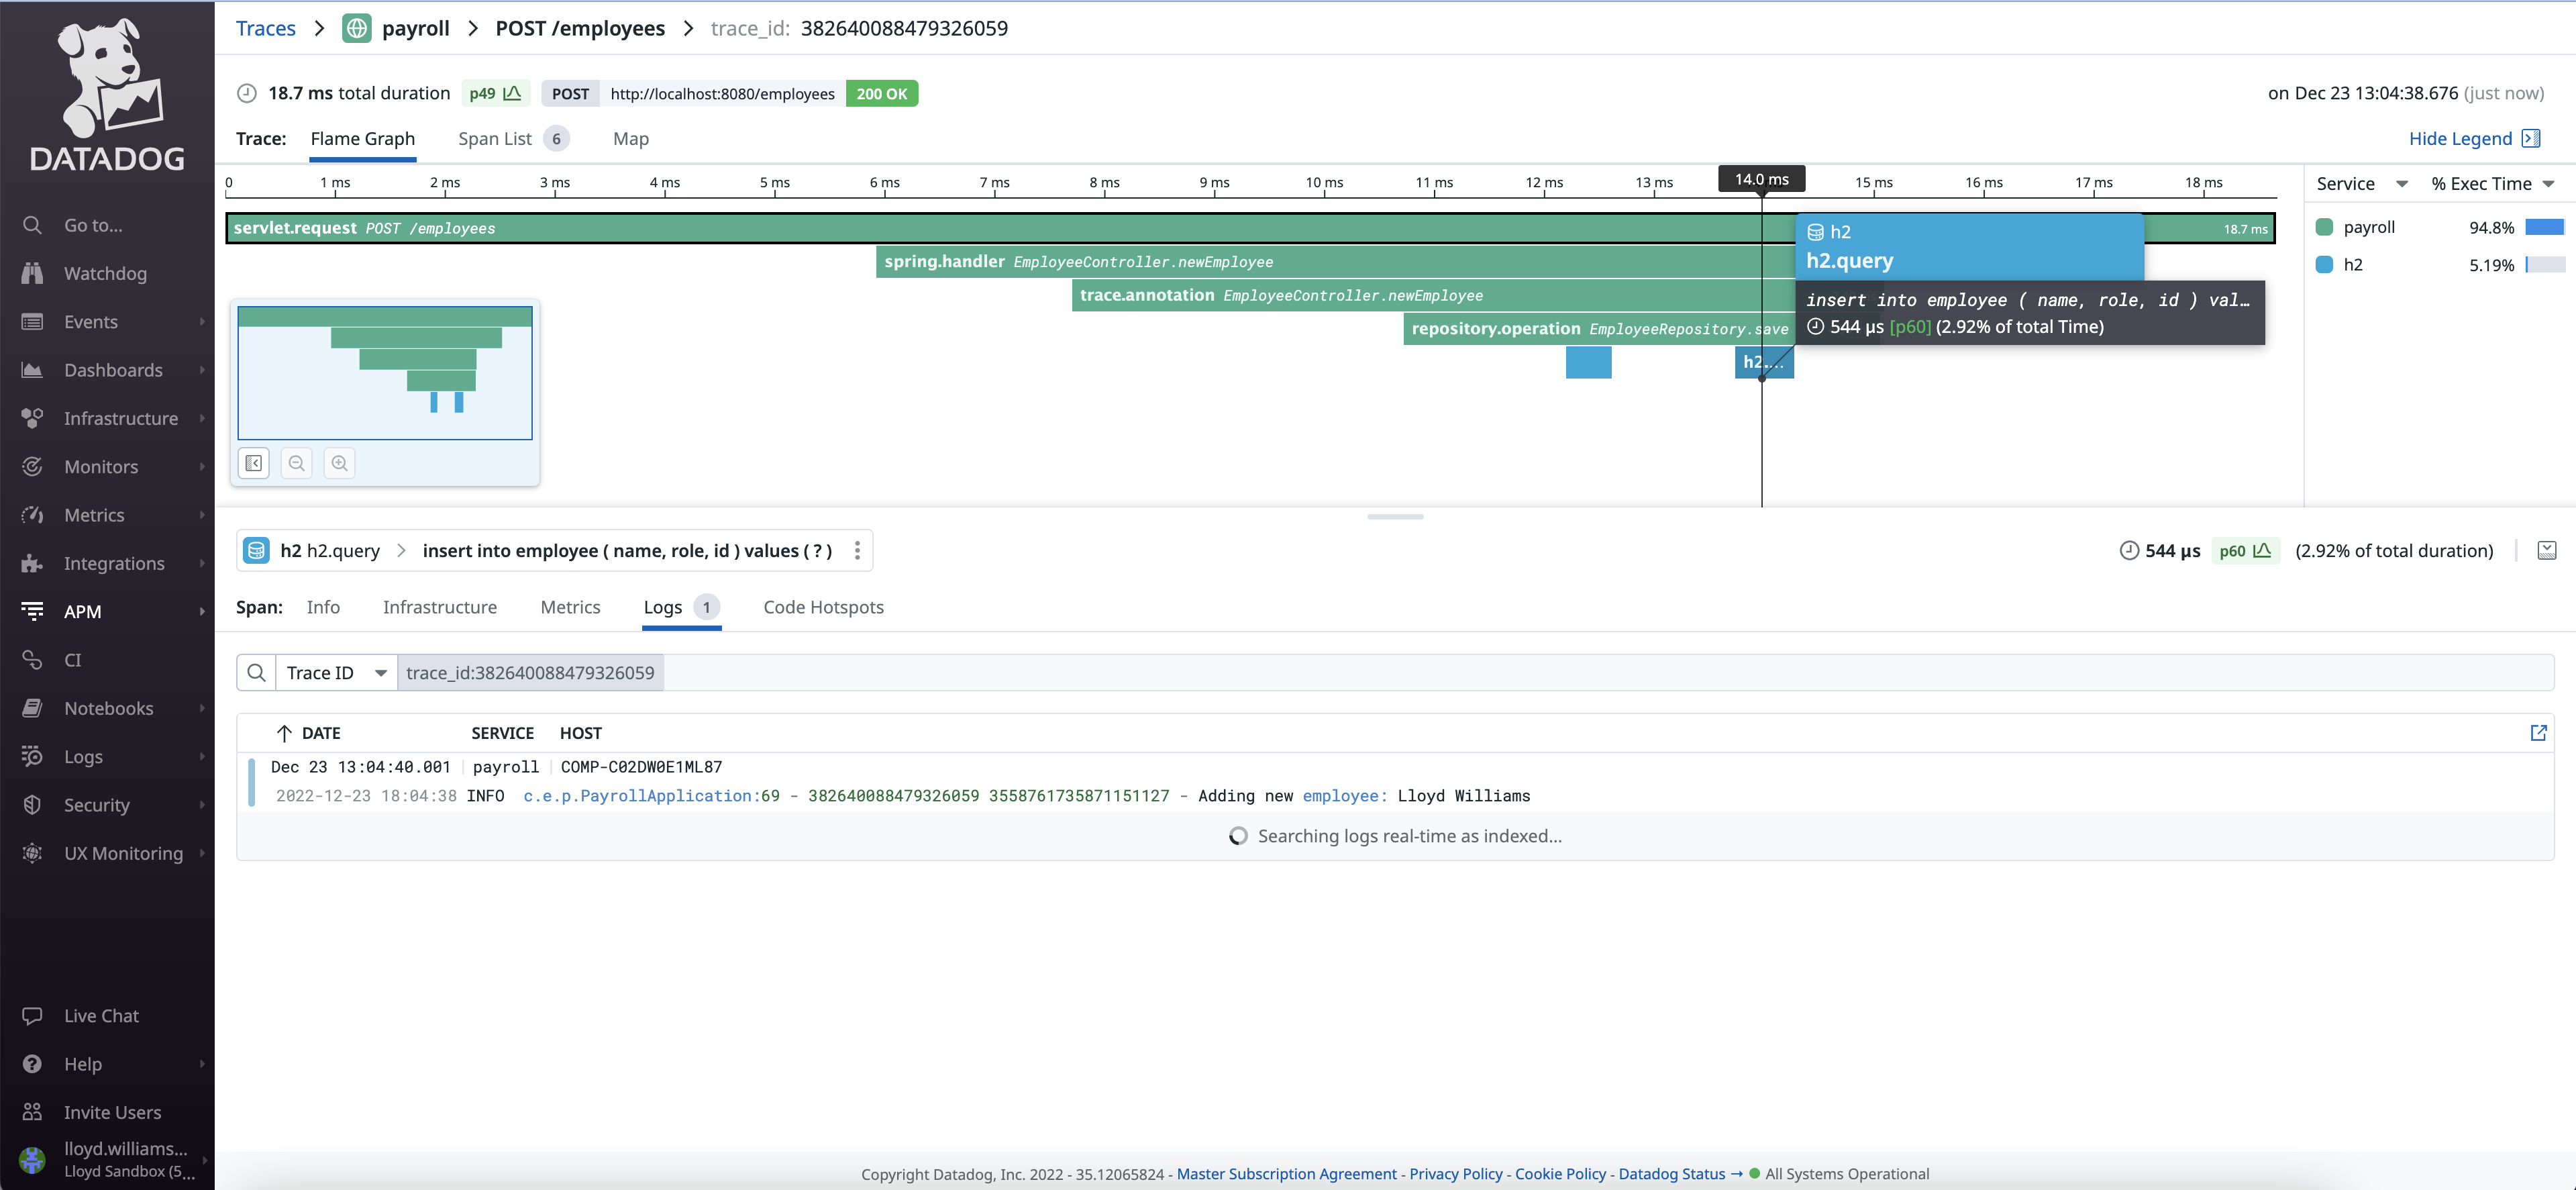 DATADOG
Go to...
Watchdog
Events
Dashboards
Infrastructure
Monitors
Metrics
Integrations
APM
CI
Notebooks
Logs
Security
UX Monitoring
Live Chat
Help
Invite Users
lloyd.williams...
Lloyd Sandbox (5...
Traces > payroll > POST /employees > trace_id: 382640088479326059
18.7 ms total duration p49 POST http://localhost:8080/employees 200 OK
on Dec 23 13:04:38.676 (just now)
Trace: Flame Graph Span List 6 Map
Hide Legend
0 1 ms 2 ms 3 ms 4 ms 5 ms 6 ms 7 ms 8 ms 9 ms 10 ms 11 ms 12 ms 13 ms 14.0 ms 15 ms 16 ms 17 ms 18 ms
Service % Exec Time
payroll 94.8%
h2 5.19%
servlet.request POST /employees 18.7 ms
spring.handler EmployeeController.newEmployee
trace.annotation EmployeeController.newEmployee
repository.operation EmployeeRepository.save
h2....
h2
h2.query
insert into employee ( name, role, id ) val…
544 µs [p60] (2.92% of total Time)
h2 h2.query > insert into employee ( name, role, id ) values ( ? )
544 µs p60 (2.92% of total duration)
Span: Info Infrastructure Metrics Logs 1 Code Hotspots
Trace ID trace_id:382640088479326059
DATE SERVICE HOST
Dec 23 13:04:40.001 payroll COMP-C02DW0E1ML87
2022-12-23 18:04:38 INFO c.e.p.PayrollApplication:69 - 382640088479326059 3558761735871151127 - Adding new employee: Lloyd Williams
Searching logs real-time as indexed...
Copyright Datadog, Inc. 2022 - 35.12065824 - Master Subscription Agreement - Privacy Policy - Cookie Policy - Datadog Status → All Systems Operational